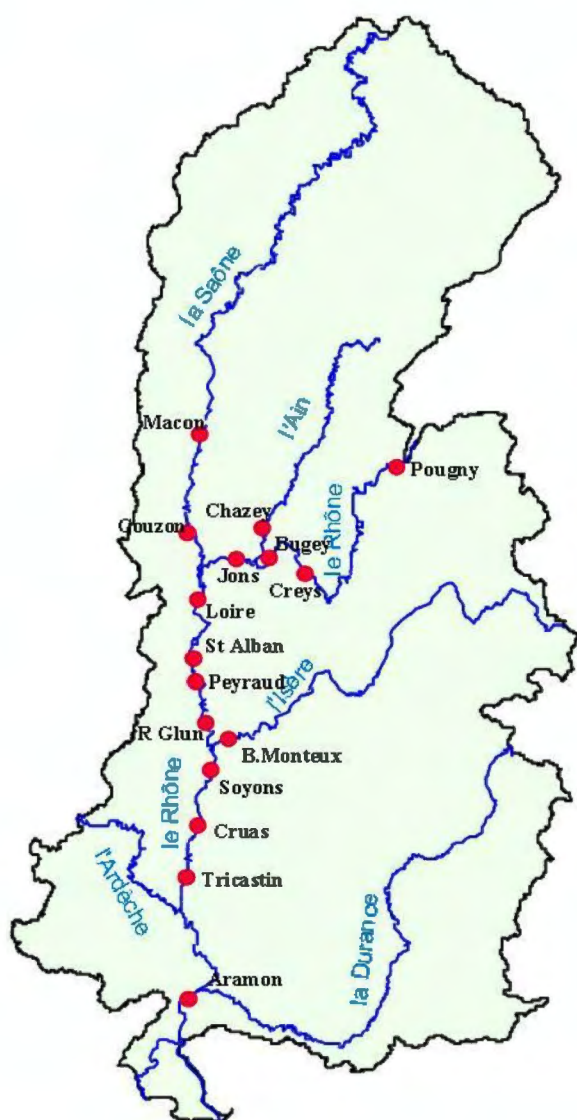 la Saône
l'Ain
Macon
Pougny
le Rhône
Chazey
Gouzon
Bugey
Jons
Creys
Loire
St Alban
l'Isère
Peyraud
R Glun
B.Monteux
Soyons
le Rhône
Cruas
l'Ardèche
Tricastin
la Durance
Aramon